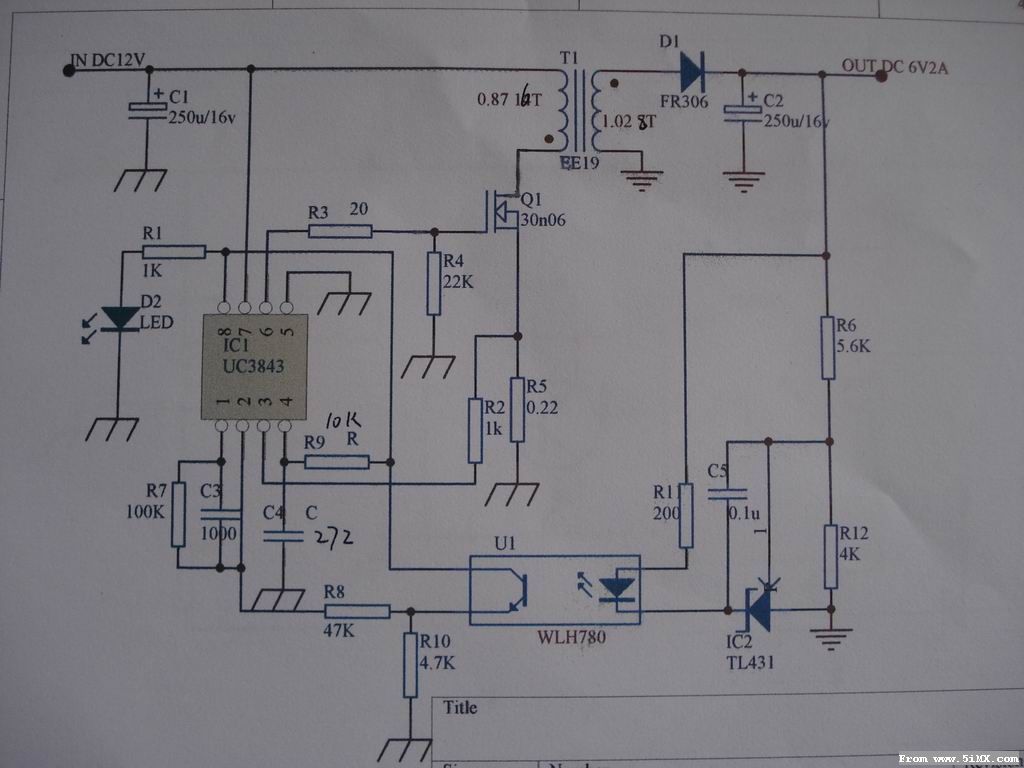 IN DC12V
T1
D1
OUT DC 6V2A
C1
250u/16v
0.87 16T
1.02 8T
FR306
C2
250u/16v
EE19
Q1
30n06
R3 20
R1
1K
R4
22K
D2
LED
8 7 6 5
IC1
UC3843
1 2 3 4
R6
5.6K
R5
0.22
R2
1k
10K
R9 R
R7
100K
C3
1000
C4 C
272
R11
200
C5
0.1u
1
R12
4K
U1
R8
47K
WLH780
R10
4.7K
IC2
TL431
Title
From www.5iMX.com